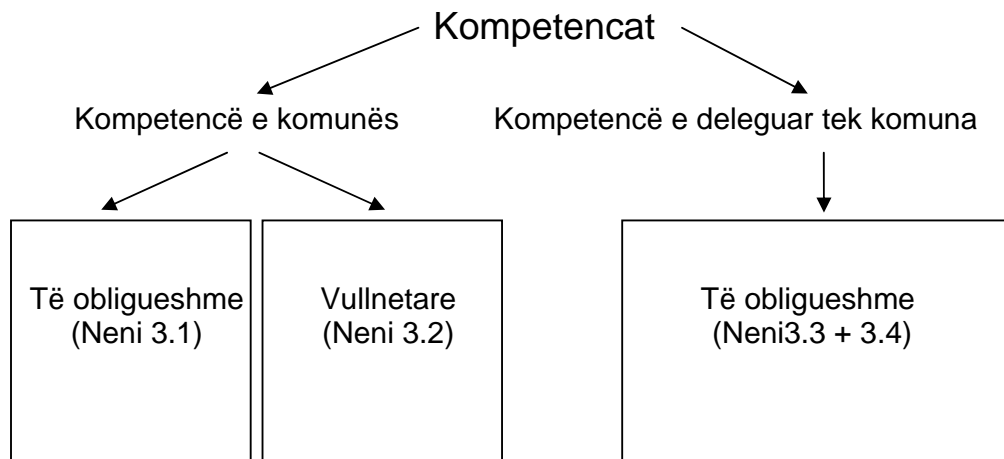 Kompetencat
Kompetencë e komunës
Kompetencë e deleguar tek komuna
Të obligueshme
(Neni 3.1)
Vullnetare
(Neni 3.2)
Të obligueshme
(Neni3.3 + 3.4)